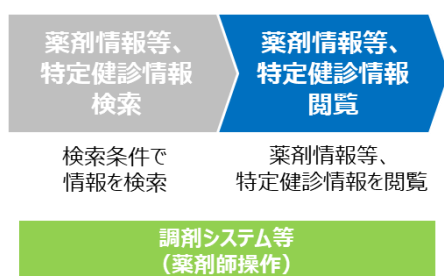 薬剤情報等、
特定健診情報
検索
薬剤情報等、
特定健診情報
閲覧
検索条件で
情報を検索
薬剤情報等、
特定健診情報を閲覧
調剤システム等
（薬剤師操作）